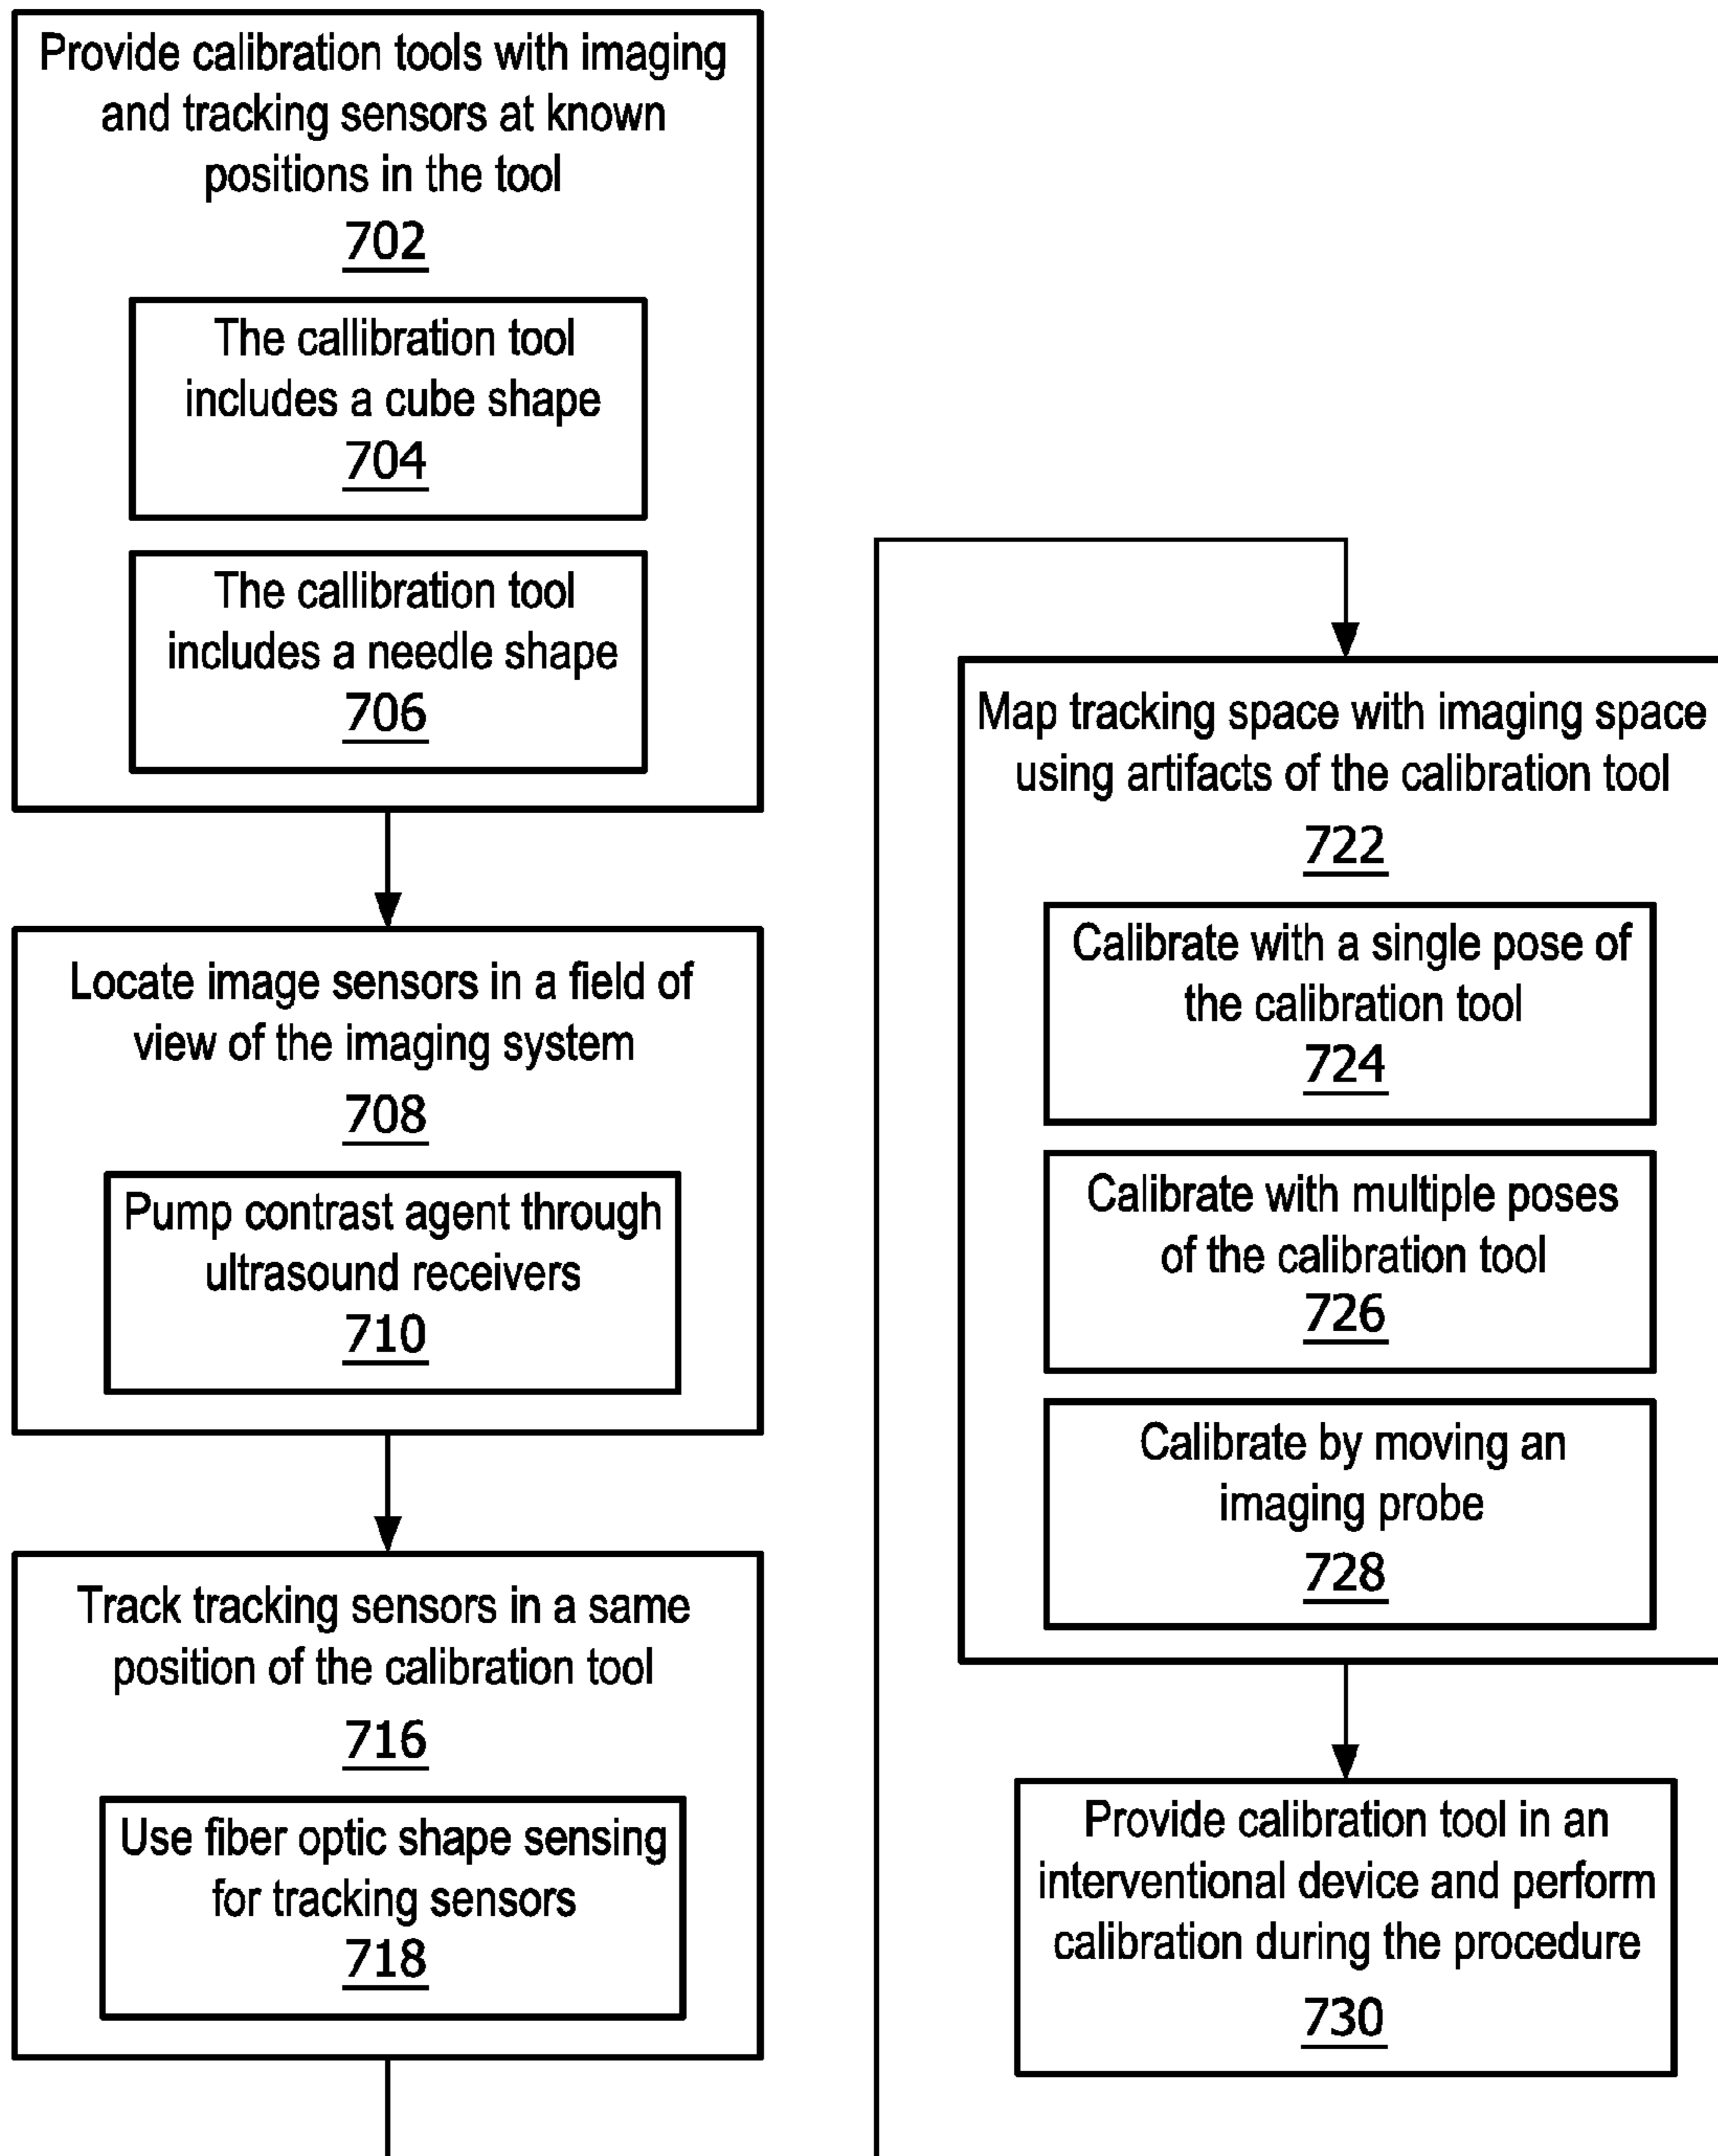 Provide calibration tools with imaging
and tracking sensors at known
positions in the tool
702
The callibration tool
includes a cube shape
704
The callibration tool
includes a needle shape
706
Locate image sensors in a field of
view of the imaging system
708
Pump contrast agent through
ultrasound receivers
710
Track tracking sensors in a same
position of the calibration tool
716
Use fiber optic shape sensing
for tracking sensors
718
Map tracking space with imaging space
using artifacts of the calibration tool
722
Calibrate with a single pose of
the calibration tool
724
Calibrate with multiple poses
of the calibration tool
726
Calibrate by moving an
imaging probe
728
Provide calibration tool in an
interventional device and perform
calibration during the procedure
730